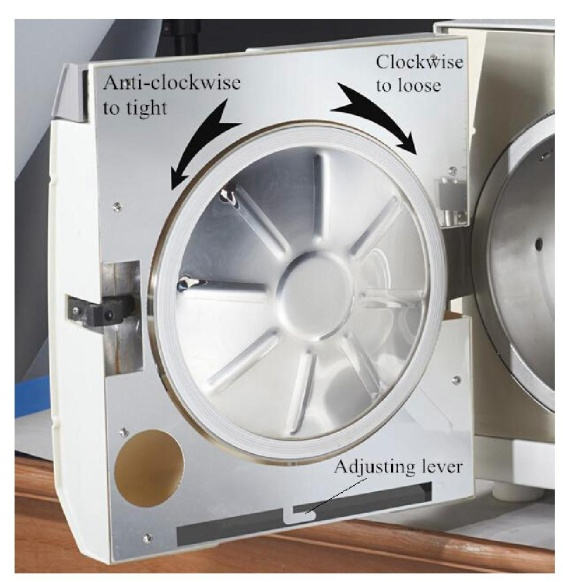 Anti-clockwise
to tight
Clockwise
to loose
Adjusting lever